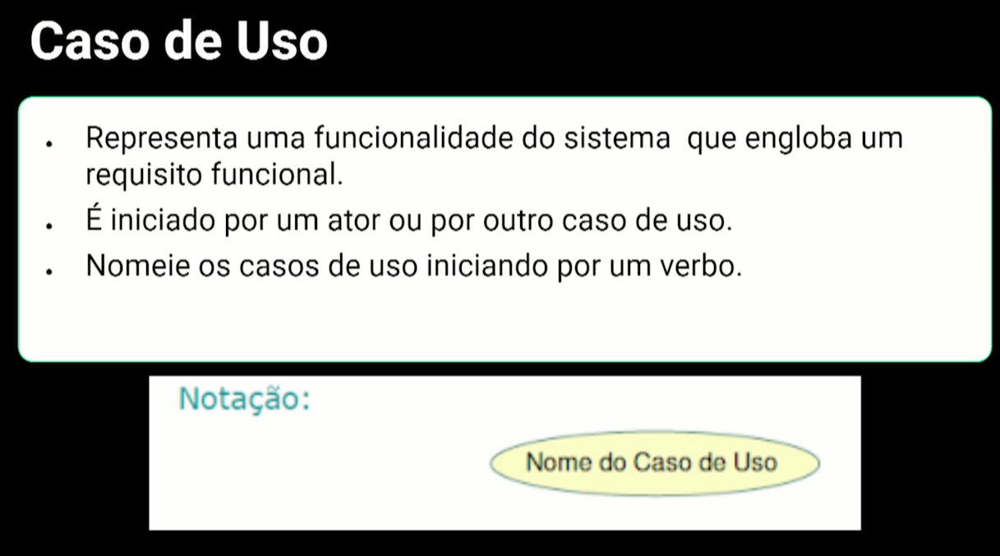 Caso de Uso
• Representa uma funcionalidade do sistema que engloba um
requisito funcional.
• É iniciado por um ator ou por outro caso de uso.
• Nomeie os casos de uso iniciando por um verbo.
Notação:
Nome do Caso de Uso